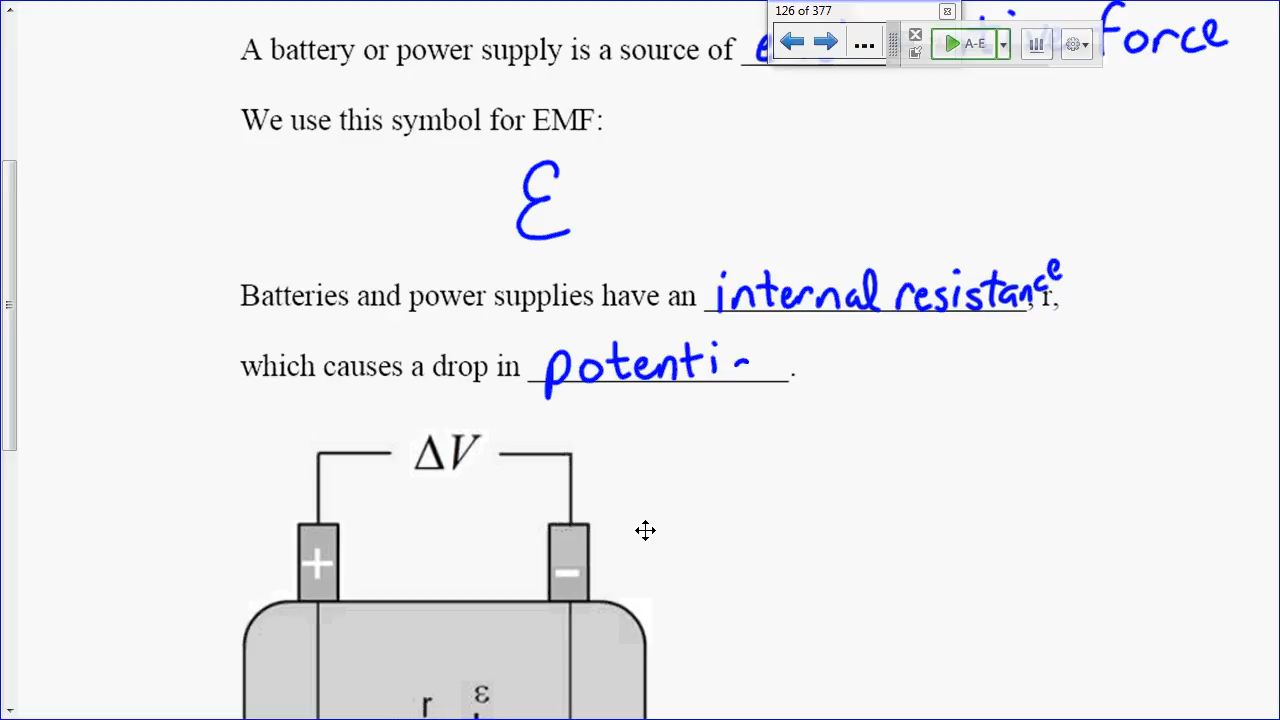 126 of 377
A-E
A battery or power supply is a source of force
We use this symbol for EMF:
Ɛ
Batteries and power supplies have an internal resistance, r,
which causes a drop in potenti .
ΔV
+ −
r ε